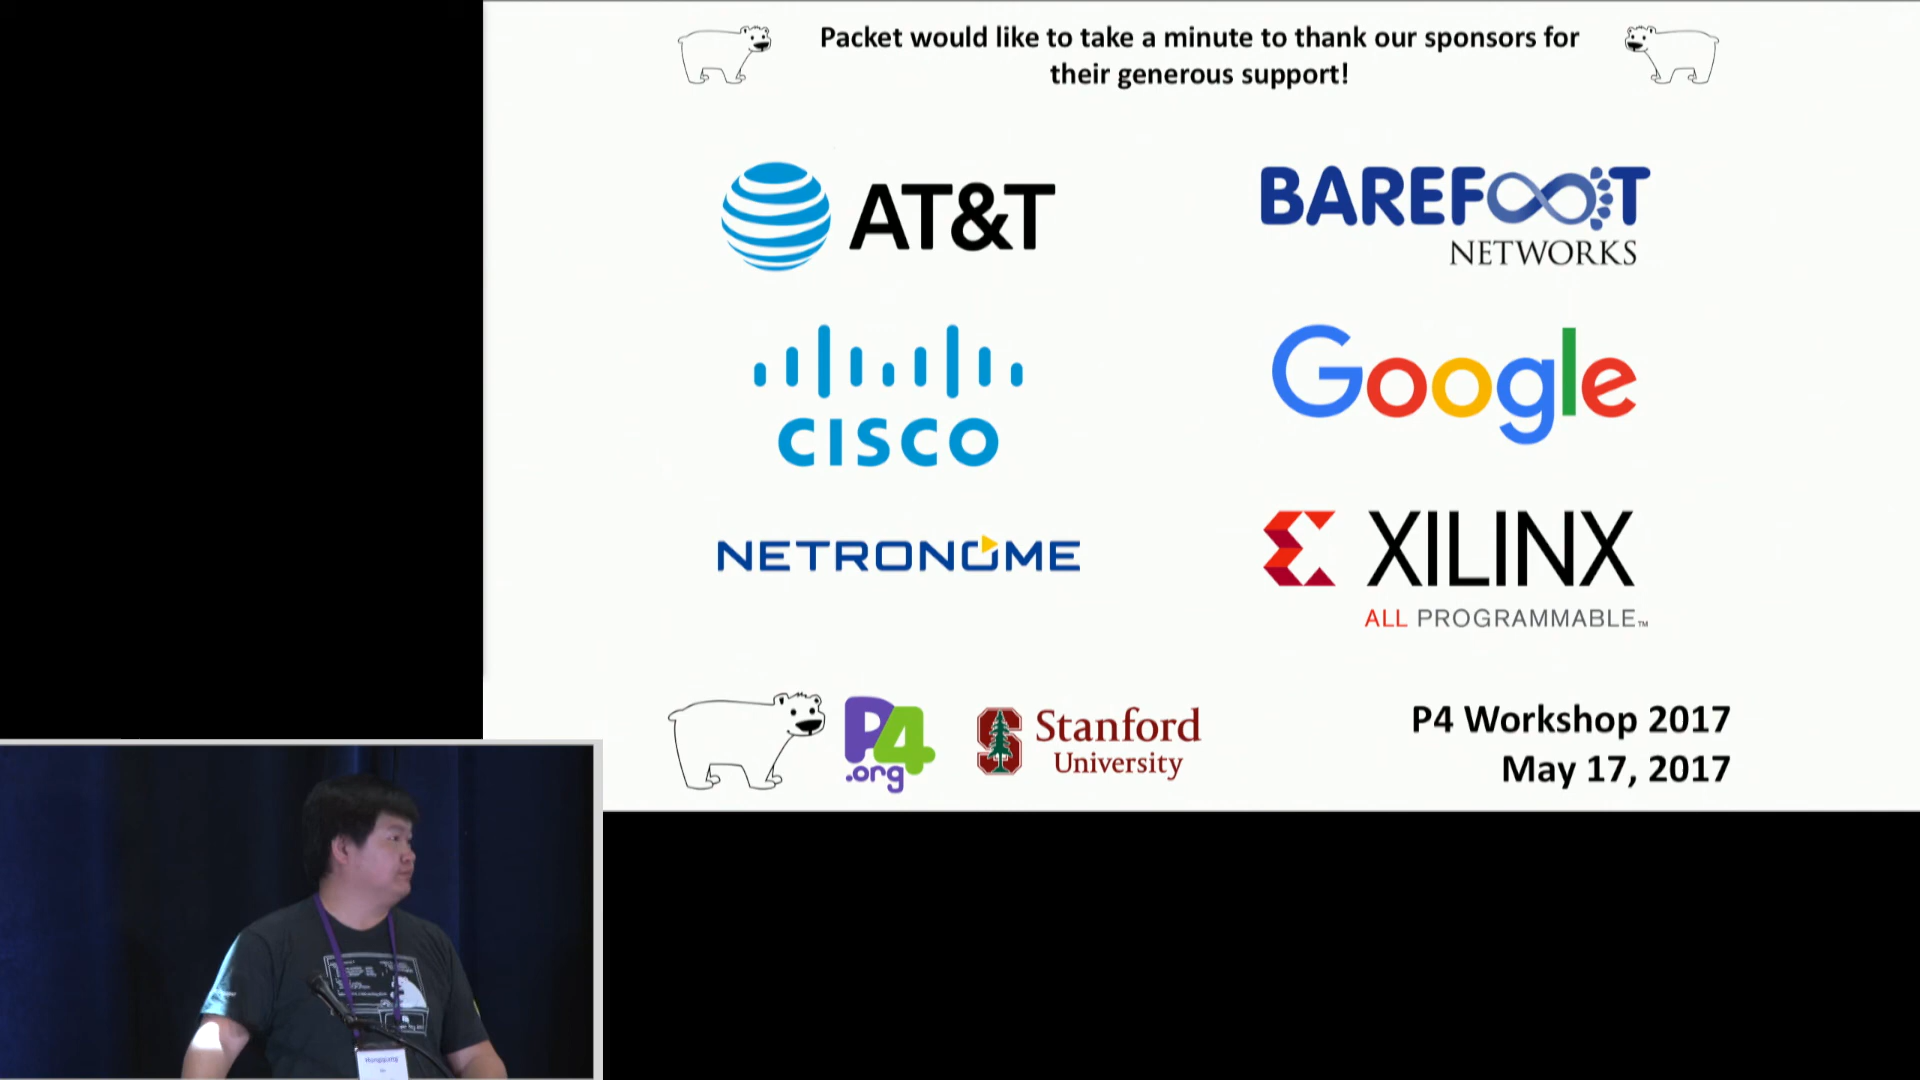 Packet would like to take a minute to thank our sponsors for
their generous support!
AT&T
BAREFOOT
NETWORKS
CISCO
Google
NETRONOME
XILINX
ALL PROGRAMMABLE™
P4
.org
Stanford
University
P4 Workshop 2017
May 17, 2017